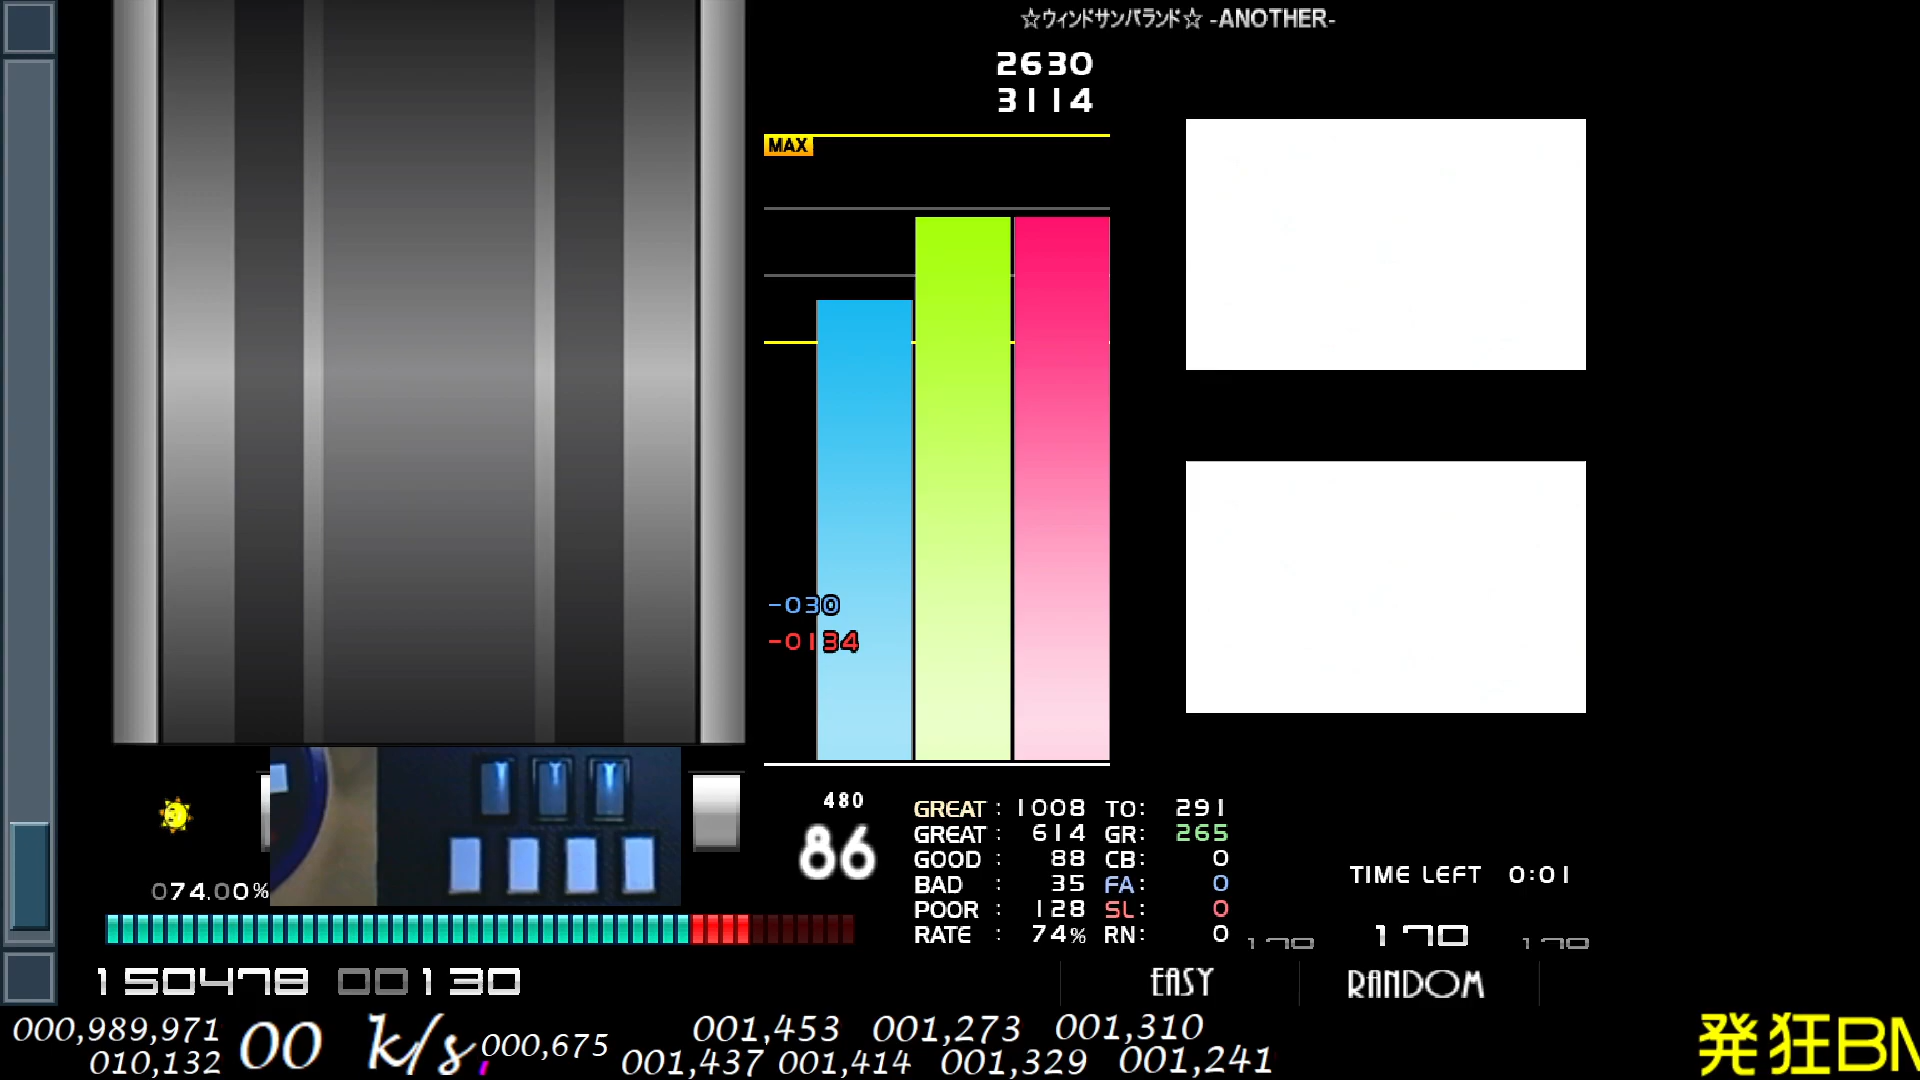 ☆ウィンドサンバランド☆ -ANOTHER-
2630
3114
MAX
-030
-0134
480
86
GREAT : 1008 TO: 291
GREAT : 614 GR: 265
GOOD : 88 CB: 0
BAD : 35 FA: 0
POOR : 128 SL: 0
RATE : 74% RN: 0
TIME LEFT 0:01
170 170 170
074.00%
150478 00130
EASY RANDOM
000,989,971
010,132
00 k/s
000,675
001,453 001,273 001,310
001,437 001,414 001,329 001,241
発狂BM